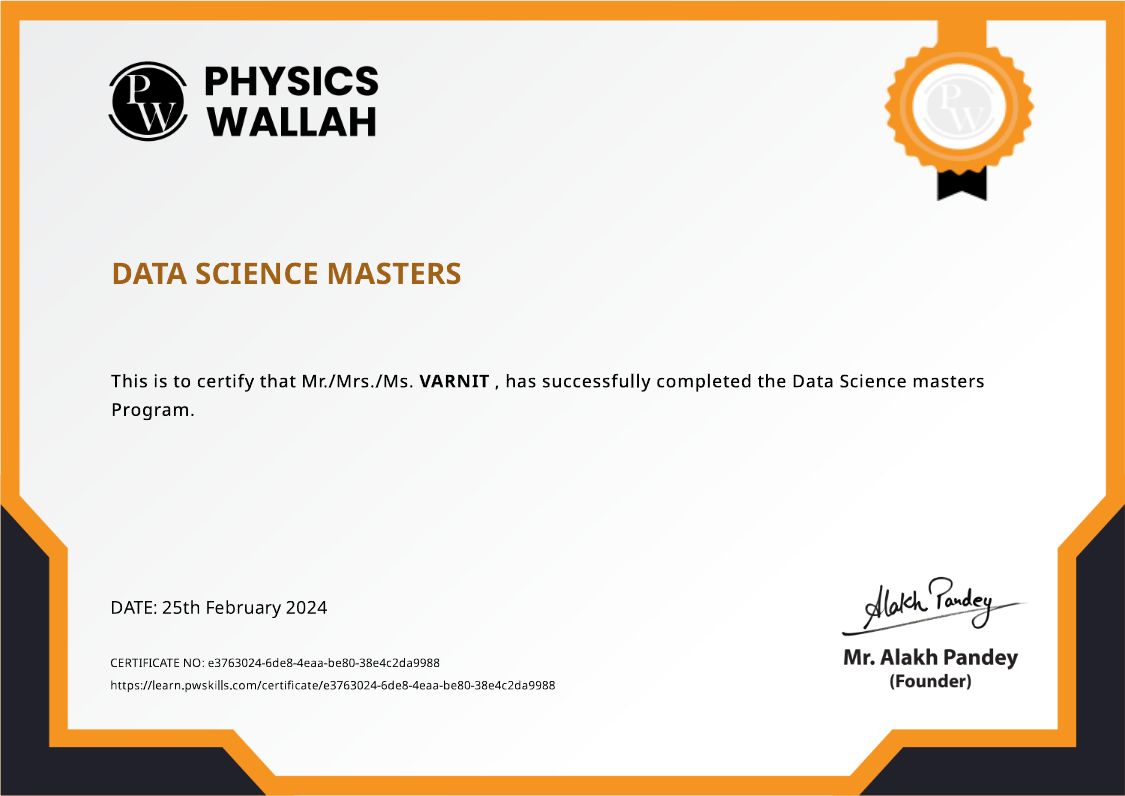 PHYSICS
WALLAH
PW
PW
DATA SCIENCE MASTERS
This is to certify that Mr./Mrs./Ms. VARNIT , has successfully completed the Data Science masters
Program.
DATE: 25th February 2024
CERTIFICATE NO: e3763024-6de8-4eaa-be80-38e4c2da9988
https://learn.pwskills.com/certificate/e3763024-6de8-4eaa-be80-38e4c2da9988
Alakh Pandey
Mr. Alakh Pandey
(Founder)